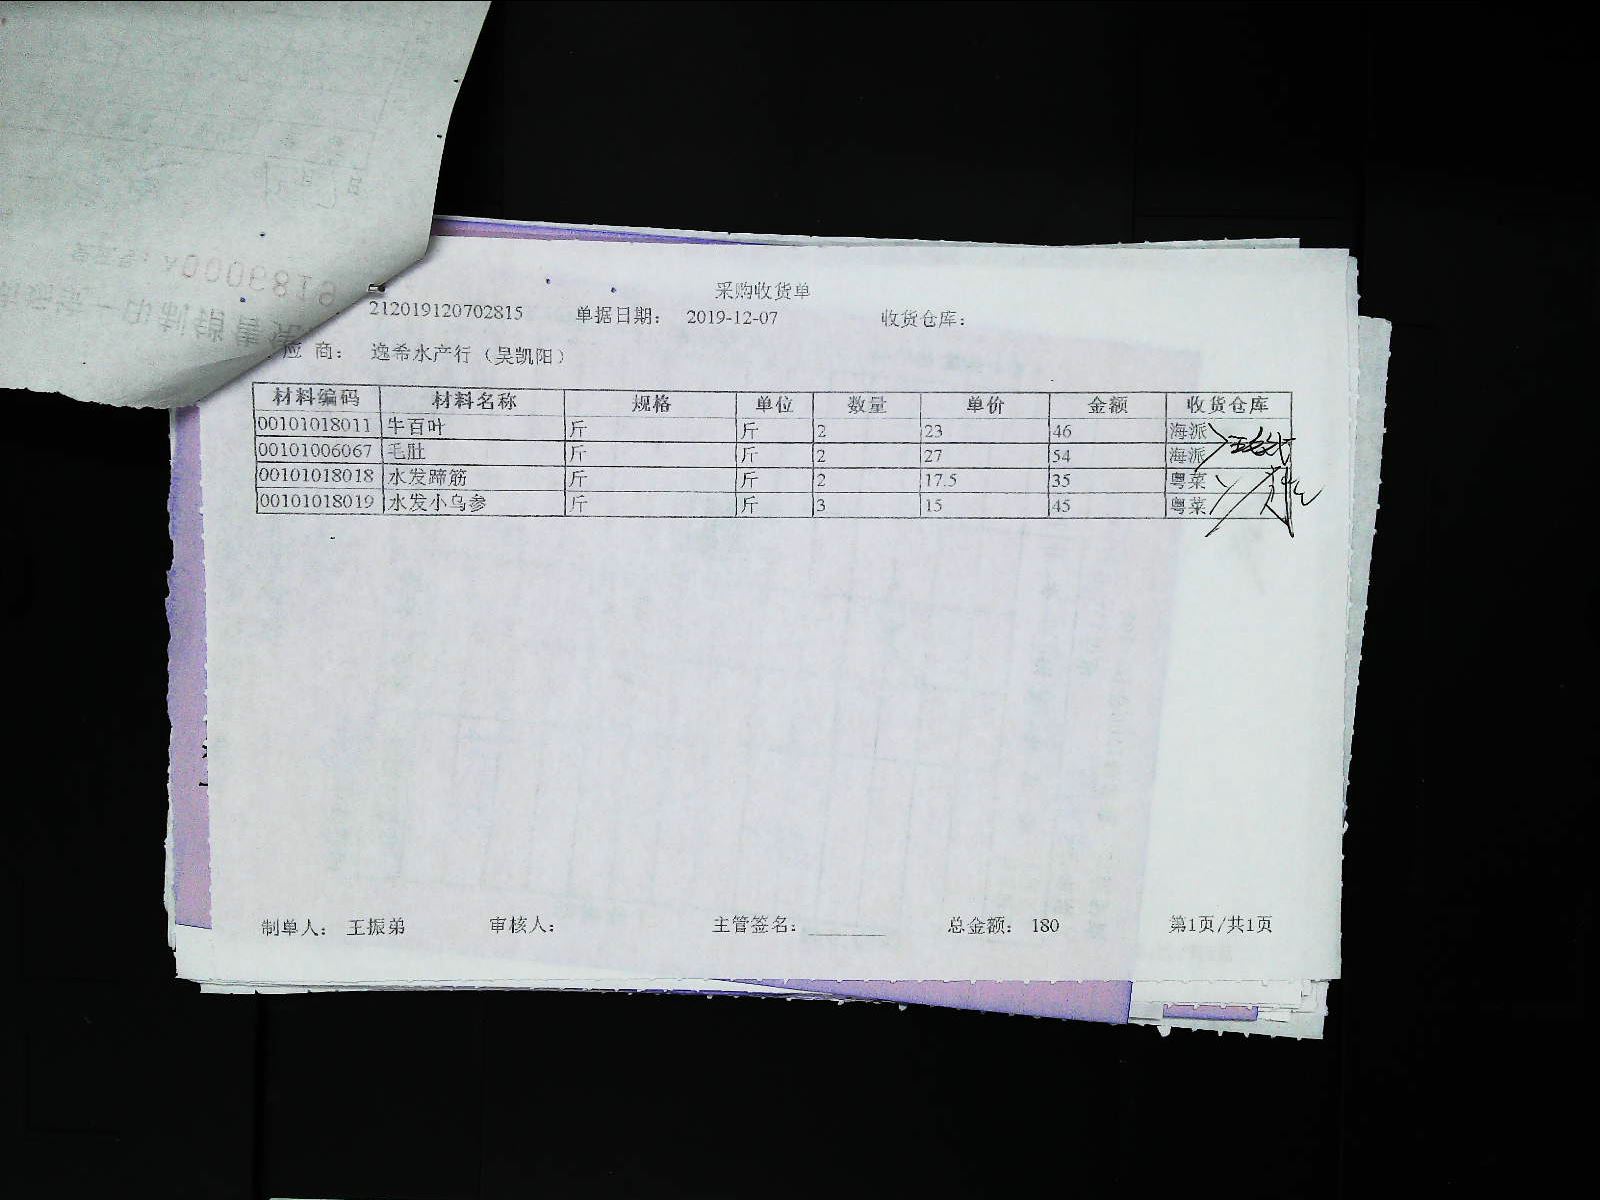 采购收货单
212019120702815 单据日期: 2019-12-07 收货仓库:
应 商: 逸希水产行（吴凯阳）
材料编码 材料名称 规格 单位 数量 单价 金额 收货仓库
00101018011 牛百叶 斤 斤 2 23 46 海派
00101006067 毛肚 斤 斤 2 27 54 海派
00101018018 水发蹄筋 斤 斤 2 17.5 35 粤菜
00101018019 水发小乌参 斤 斤 3 15 45 粤菜
制单人: 王振弟 审核人: 主管签名: 总金额: 180 第1页/共1页